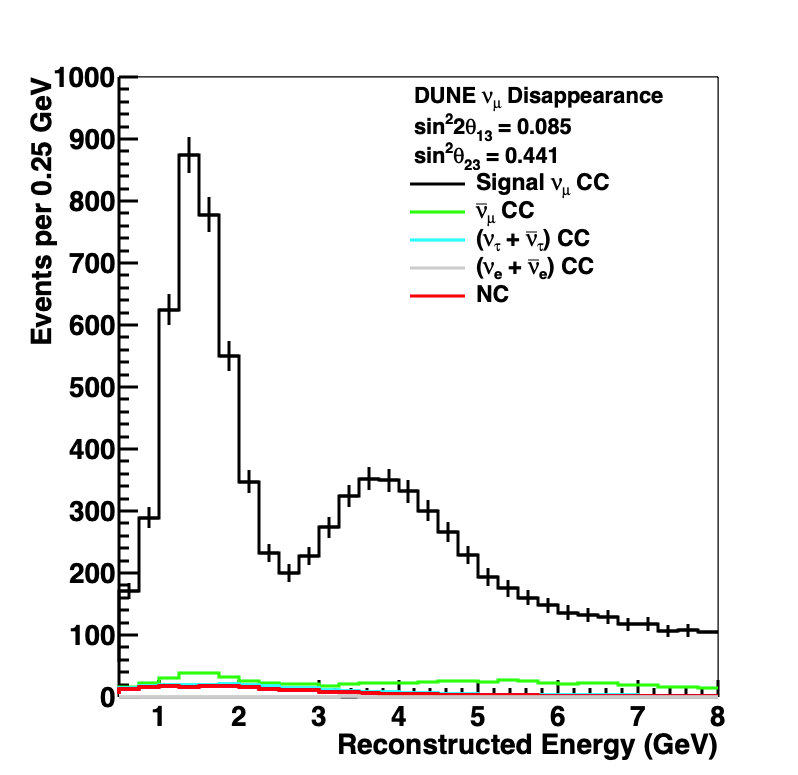 DUNE νμ Disappearance
sin²2θ₁₃ = 0.085
sin²θ₂₃ = 0.441
Signal νμ CC
ν̅μ CC
(ντ + ν̅τ) CC
(νe + ν̅e) CC
NC
Events per 0.25 GeV
1000
900
800
700
600
500
400
300
200
100
0
1 2 3 4 5 6 7 8
Reconstructed Energy (GeV)